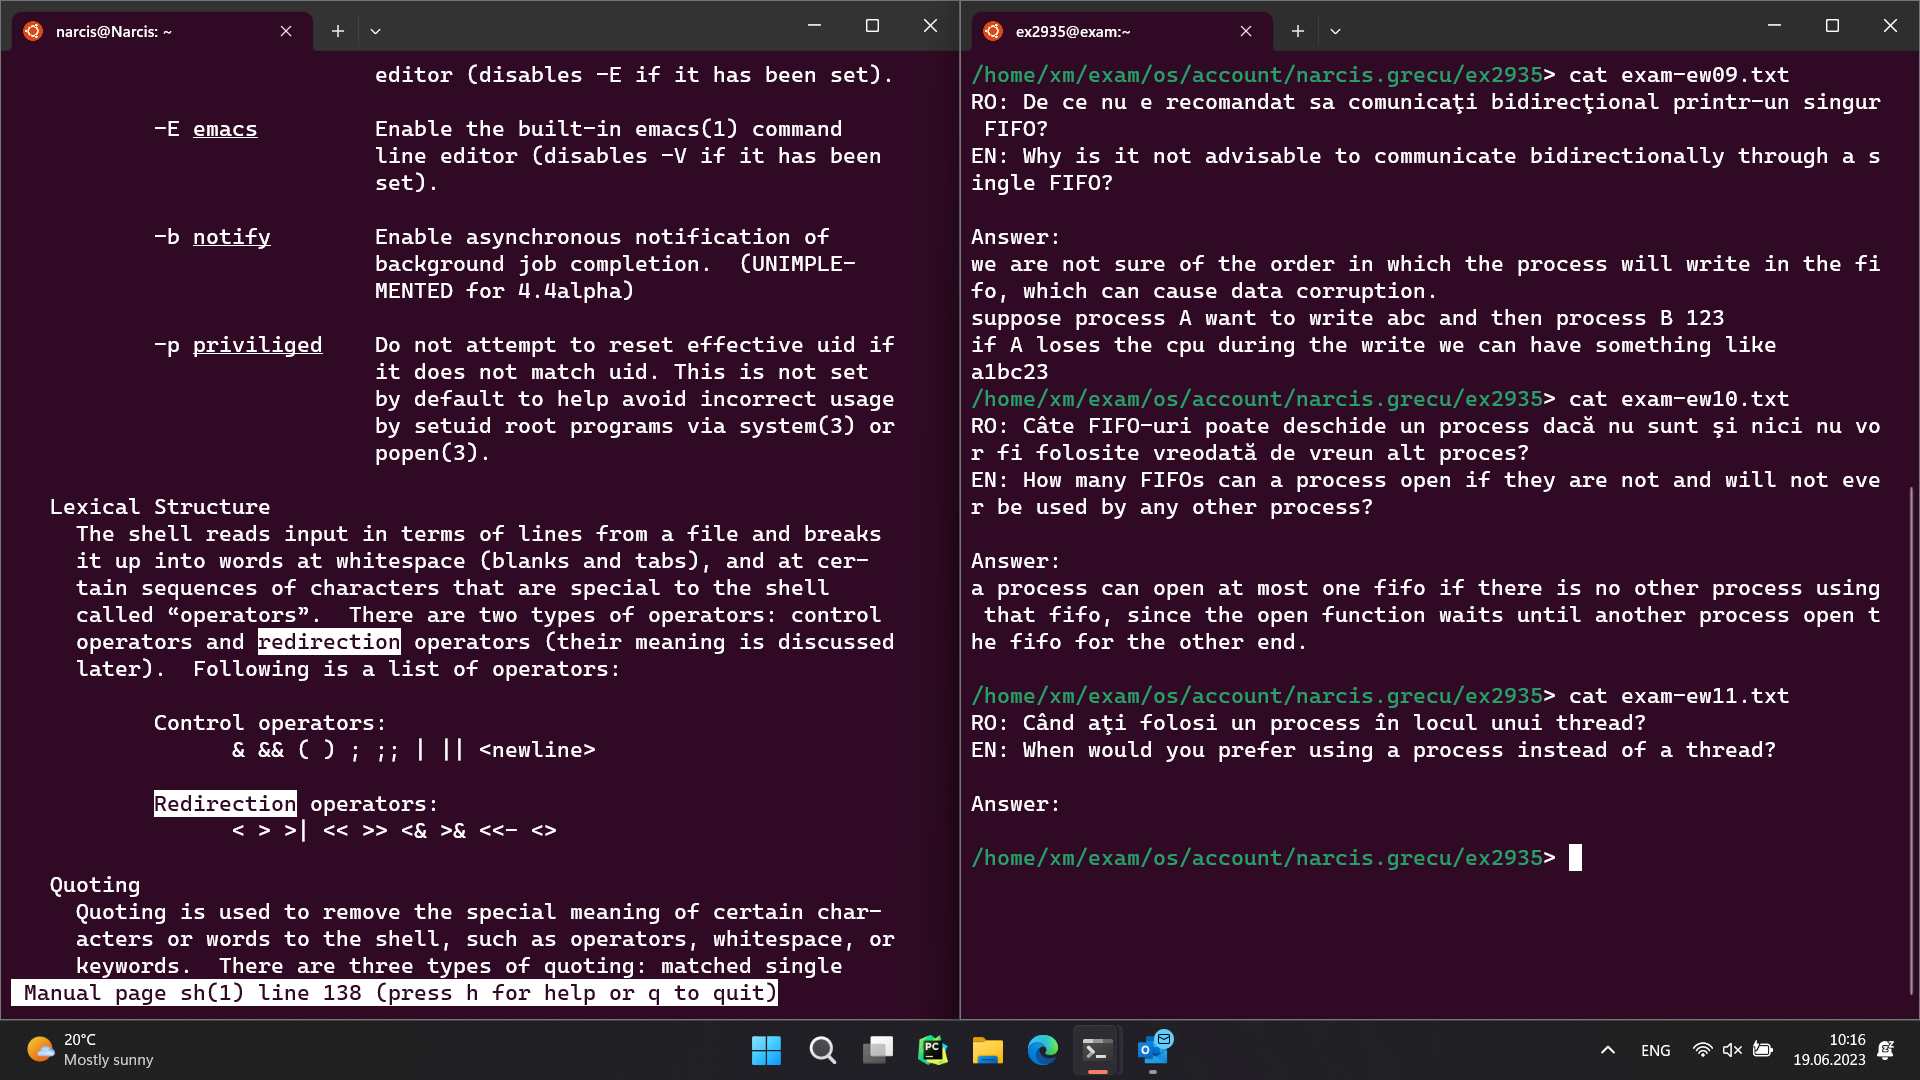 narcis@Narcis: ~
editor (disables -E if it has been set).
-E emacs Enable the built-in emacs(1) command
line editor (disables -V if it has been
set).
-b notify Enable asynchronous notification of
background job completion. (UNIMPLE-
MENTED for 4.4alpha)
-p priviliged Do not attempt to reset effective uid if
it does not match uid. This is not set
by default to help avoid incorrect usage
by setuid root programs via system(3) or
popen(3).
Lexical Structure
The shell reads input in terms of lines from a file and breaks
it up into words at whitespace (blanks and tabs), and at cer-
tain sequences of characters that are special to the shell
called “operators”. There are two types of operators: control
operators and redirection operators (their meaning is discussed
later). Following is a list of operators:
Control operators:
& && ( ) ; ;; | || <newline>
Redirection operators:
< > >| << >> <& >& <<- <>
Quoting
Quoting is used to remove the special meaning of certain char-
acters or words to the shell, such as operators, whitespace, or
keywords. There are three types of quoting: matched single
Manual page sh(1) line 138 (press h for help or q to quit)
ex2935@exam:~
/home/xm/exam/os/account/narcis.grecu/ex2935> cat exam-ew09.txt
RO: De ce nu e recomandat sa comunicaţi bidirecţional printr-un singur
FIFO?
EN: Why is it not advisable to communicate bidirectionally through a s
ingle FIFO?
Answer:
we are not sure of the order in which the process will write in the fi
fo, which can cause data corruption.
suppose process A want to write abc and then process B 123
if A loses the cpu during the write we can have something like
a1bc23
/home/xm/exam/os/account/narcis.grecu/ex2935> cat exam-ew10.txt
RO: Câte FIFO-uri poate deschide un process dacă nu sunt şi nici nu vo
r fi folosite vreodată de vreun alt proces?
EN: How many FIFOs can a process open if they are not and will not eve
r be used by any other process?
Answer:
a process can open at most one fifo if there is no other process using
that fifo, since the open function waits until another process open t
he fifo for the other end.
/home/xm/exam/os/account/narcis.grecu/ex2935> cat exam-ew11.txt
RO: Când aţi folosi un process în locul unui thread?
EN: When would you prefer using a process instead of a thread?
Answer:
/home/xm/exam/os/account/narcis.grecu/ex2935>
20°C
Mostly sunny
PC
ENG
10:16
19.06.2023